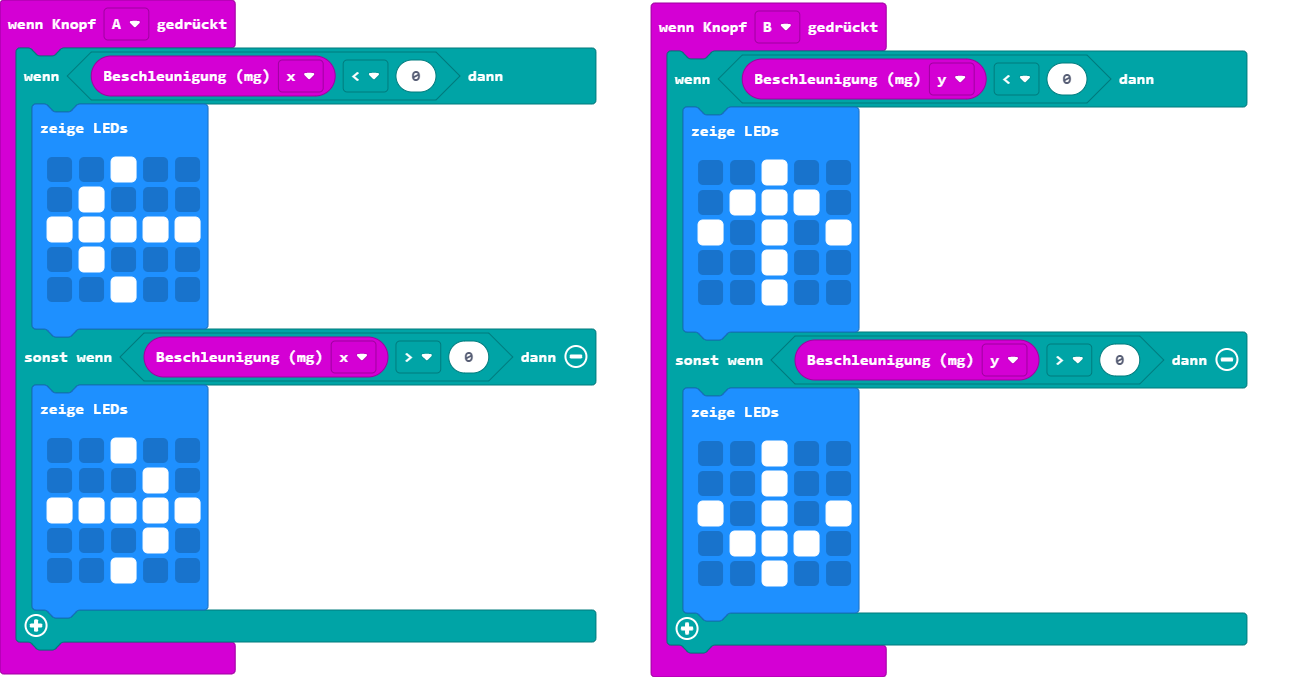 wenn Knopf A gedrückt
wenn Beschleunigung (mg) x < 0 dann
zeige LEDs
sonst wenn Beschleunigung (mg) x > 0 dann
zeige LEDs
wenn Knopf B gedrückt
wenn Beschleunigung (mg) y < 0 dann
zeige LEDs
sonst wenn Beschleunigung (mg) y > 0 dann
zeige LEDs